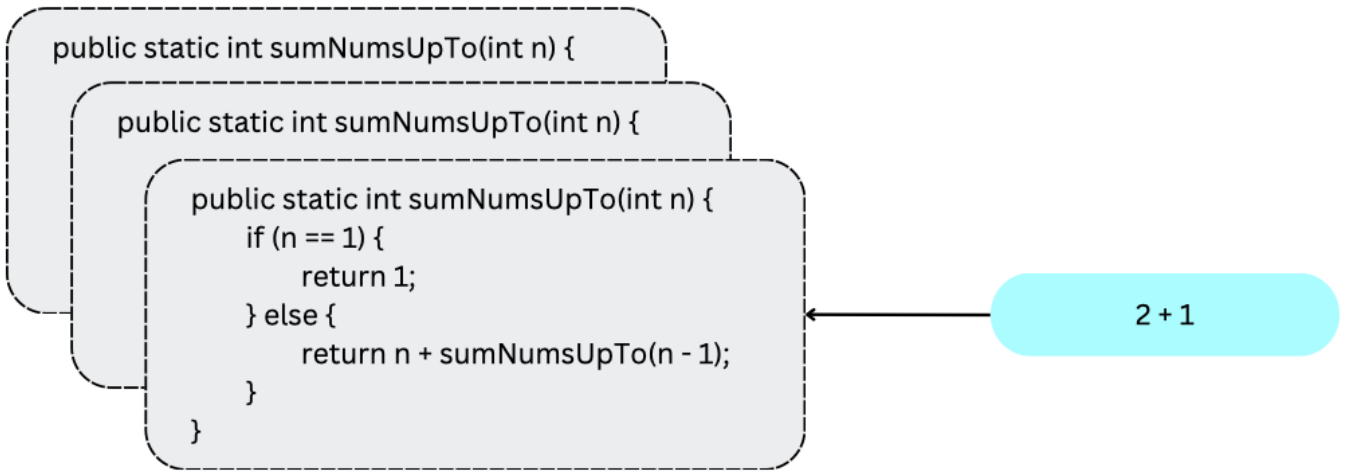 public static int sumNumsUpTo(int n) {
public static int sumNumsUpTo(int n) {
public static int sumNumsUpTo(int n) {
if (n == 1) {
return 1;
} else {
return n + sumNumsUpTo(n - 1);
}
}
2 + 1